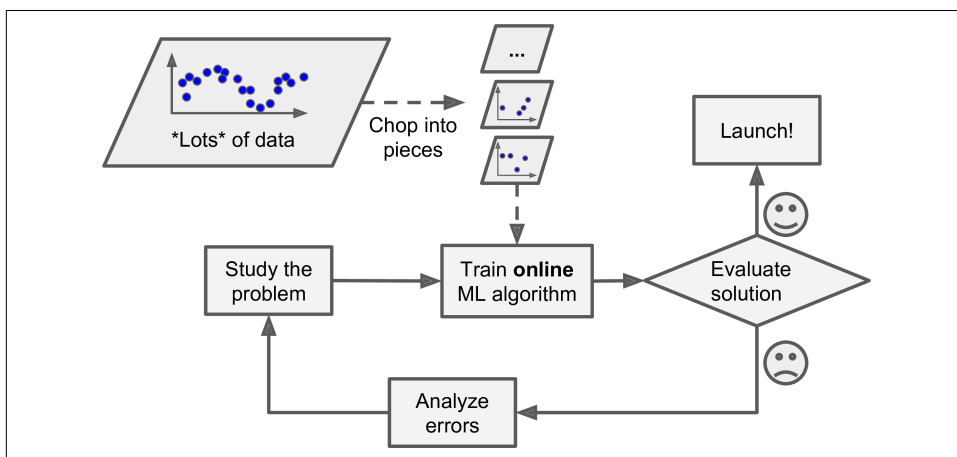 ...
*Lots* of data
Chop into
pieces
Launch!
Study the
problem
Train online
ML algorithm
Evaluate
solution
Analyze
errors